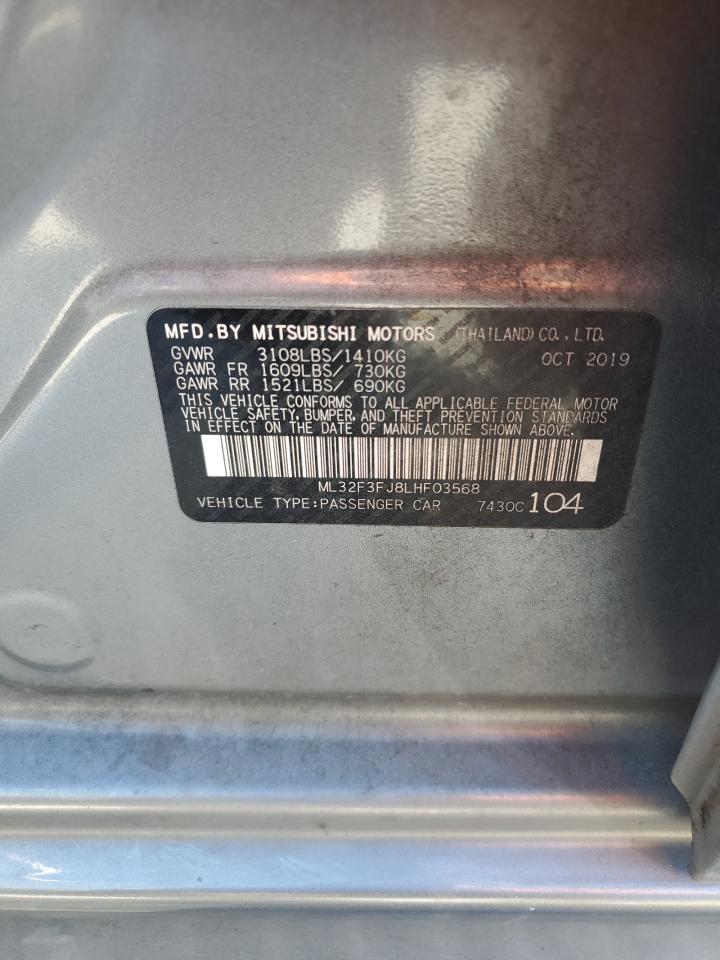 MFD.BY MITSUBISHI MOTORS (THAILAND) CO., LTD.
GVWR 3108LBS/1410KG OCT 2019
GAWR FR 1609LBS/ 730KG
GAWR RR 1521LBS/ 690KG
THIS VEHICLE CONFORMS TO ALL APPLICABLE FEDERAL MOTOR
VEHICLE SAFETY, BUMPER, AND THEFT PREVENTION STANDARDS
IN EFFECT ON THE DATE OF MANUFACTURE SHOWN ABOVE.
ML32F3FJ8LHF03568
VEHICLE TYPE:PASSENGER CAR 7430C 104